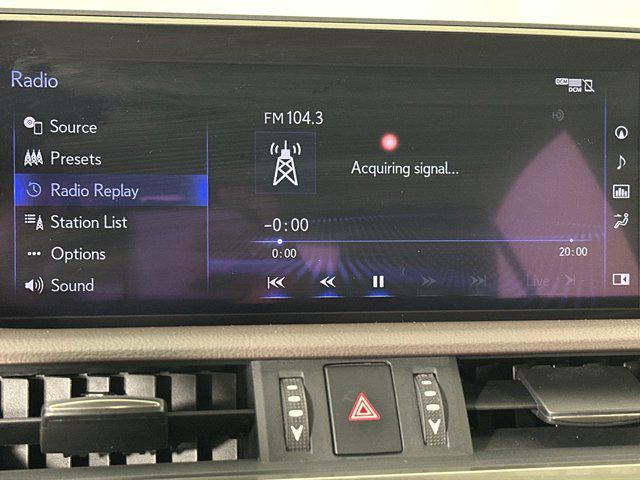 Radio
DCM
DCM
Source
Presets
Radio Replay
Station List
Options
Sound
FM 104.3
Acquiring signal...
-0:00
0:00
20:00
Live